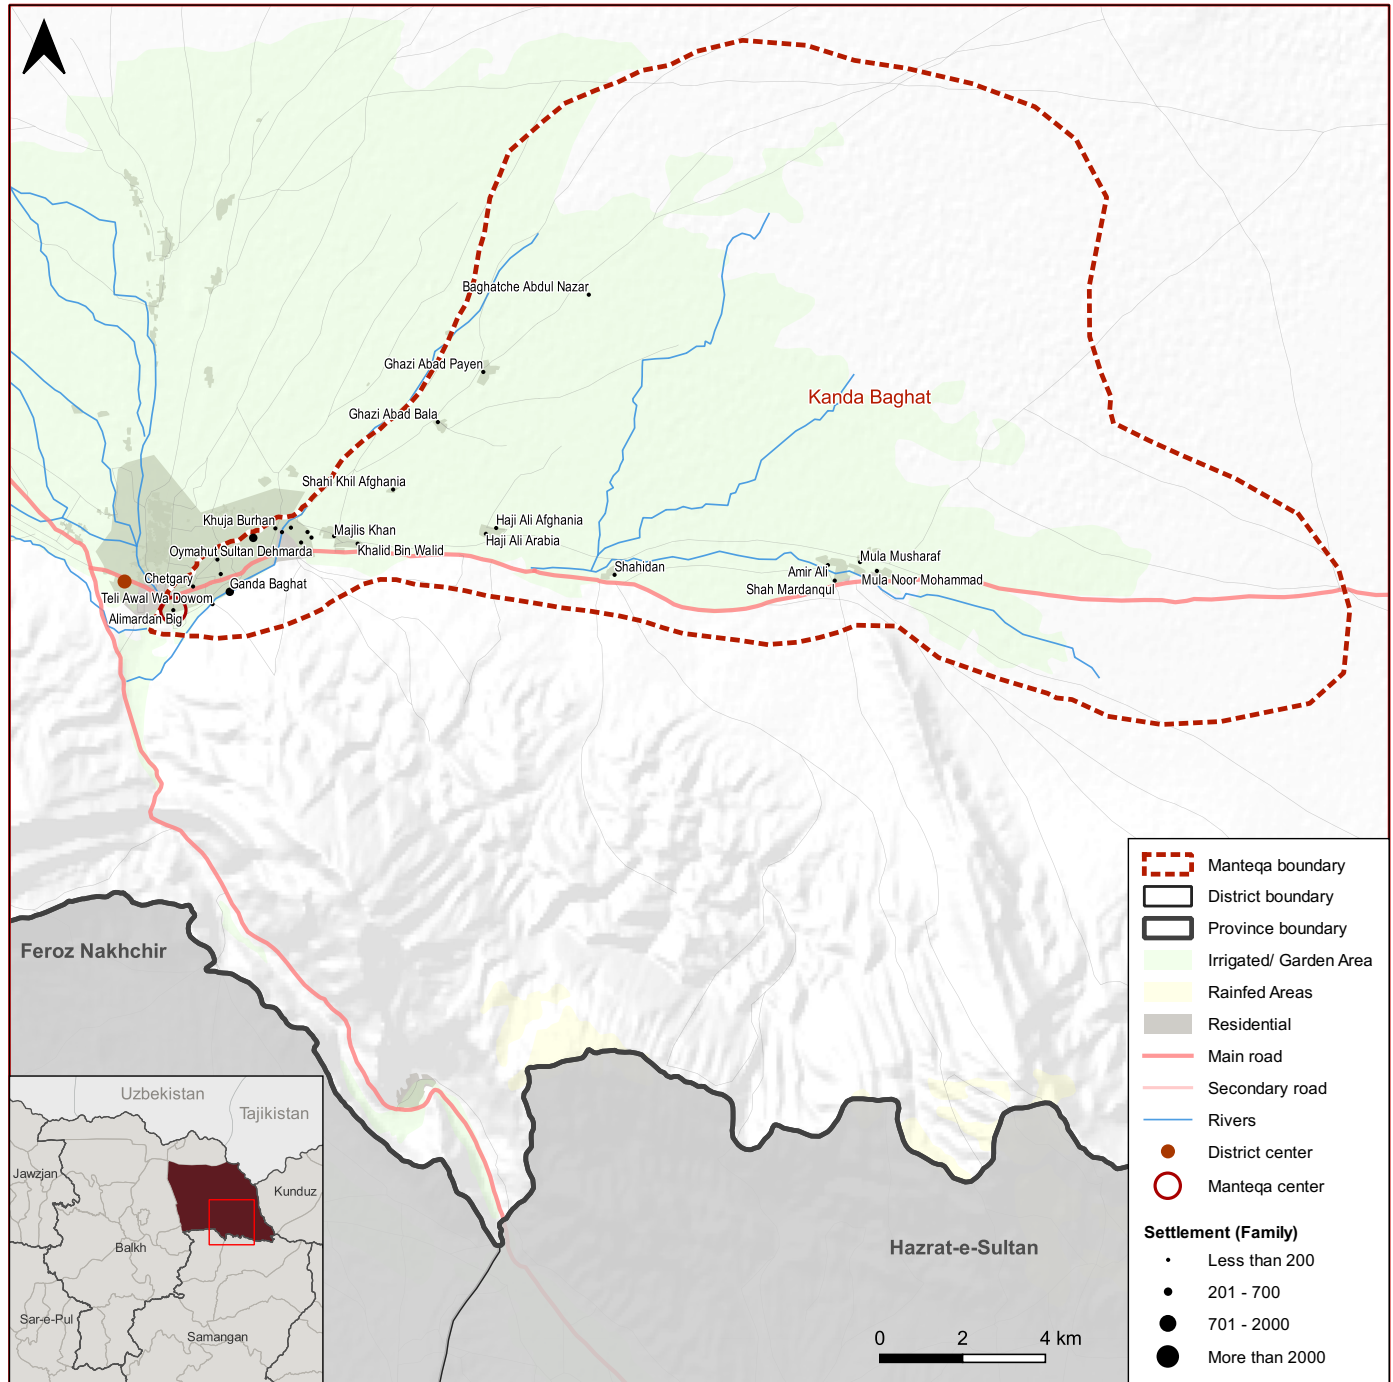 Baghatche Abdul Nazar
Ghazi Abad Payen
Kanda Baghat
Ghazi Abad Bala
Shahi Khil Afghania
Khuja Burhan
Majlis Khan
Haji Ali Afghania
Haji Ali Arabia
Oymahut Sultan Dehmarda
Khalid Bin Walid
Chetgary
Ganda Baghat
Teli Awal Wa Dowom
Alimardan Big
Shahidan
Amir Ali
Mula Musharaf
Shah Mardanqul
Mula Noor Mohammad
Feroz Nakhchir
Hazrat-e-Sultan
0 2 4 km
Manteqa boundary
District boundary
Province boundary
Irrigated/ Garden Area
Rainfed Areas
Residential
Main road
Secondary road
Rivers
District center
Manteqa center
Settlement (Family)
Less than 200
201 - 700
701 - 2000
More than 2000
Uzbekistan
Tajikistan
Jawzjan
Kunduz
Balkh
Sar-e-Pul
Samangan